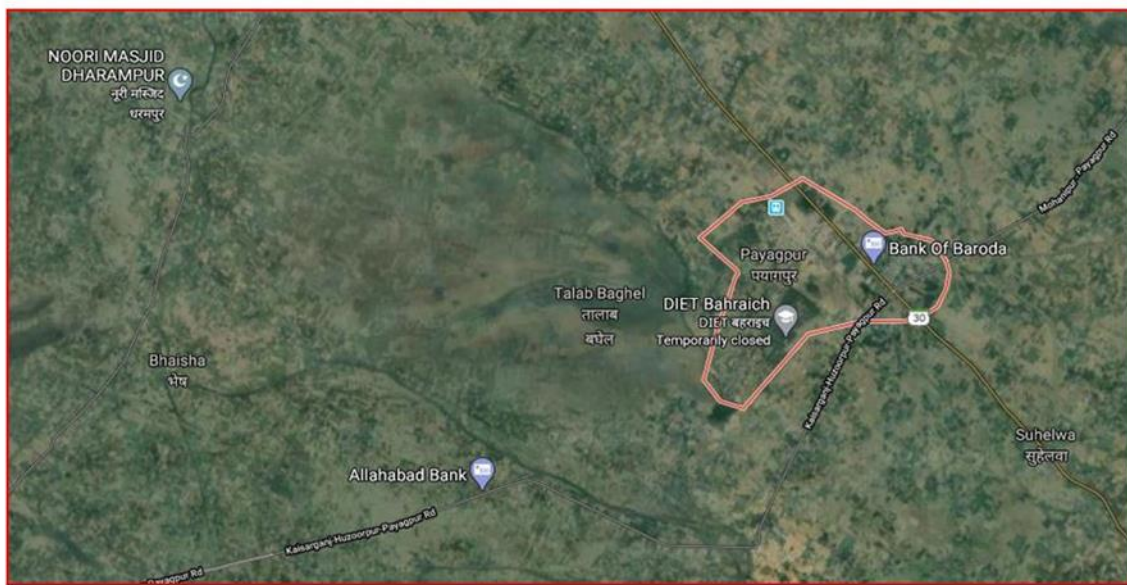 NOORI MASJID
DHARAMPUR
नूरी मस्जिद
धरमपुर
Mohanipur - Payagpur Rd
Bank Of Baroda
Payagpur
पयागपुर
Talab Baghel
तालाब
बघेल
DIET Bahraich
DIET बहराइच
Temporarily closed
30
Kaisarganj-Huzoorpur-Payagpur Rd
Bhaisha
भेष
Suhelwa
सुहेलवा
Allahabad Bank
Kaisarganj-Huzoorpur-Payagpur Rd
Payagpur Rd